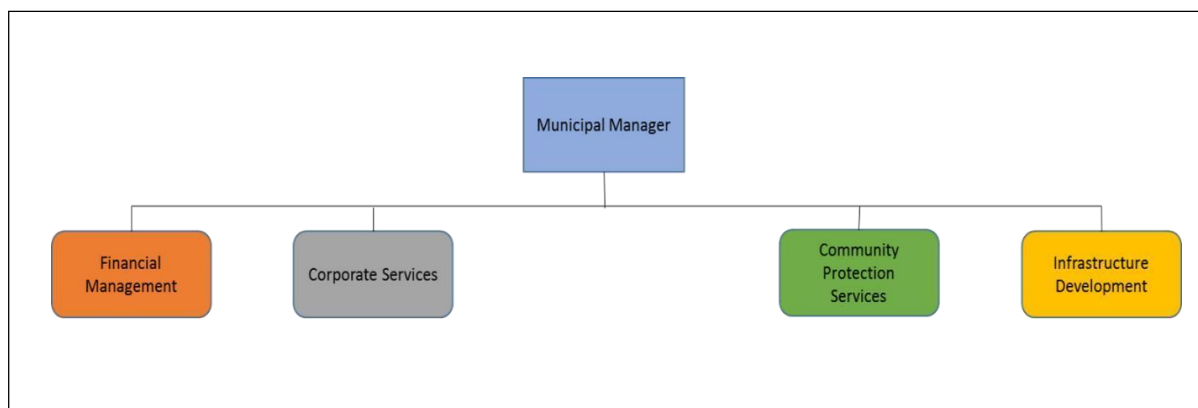 Municipal Manager
Financial
Management
Corporate Services
Community
Protection
Services
Infrastructure
Development